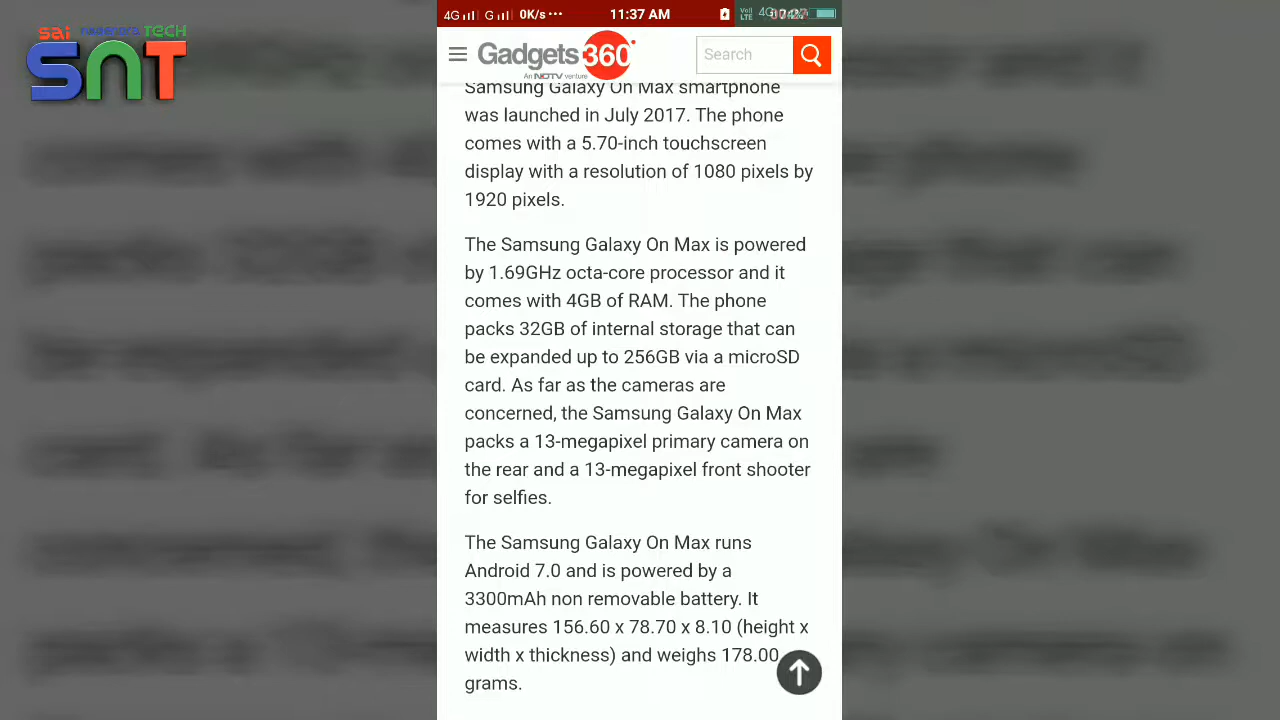 sai narendra TECH
SNT
4G G 0K/s ••• 11:37 AM VoLTE 4G
Gadgets 360
An NDTV venture
Search
Samsung Galaxy On Max smartphone
was launched in July 2017. The phone
comes with a 5.70-inch touchscreen
display with a resolution of 1080 pixels by
1920 pixels.
The Samsung Galaxy On Max is powered
by 1.69GHz octa-core processor and it
comes with 4GB of RAM. The phone
packs 32GB of internal storage that can
be expanded up to 256GB via a microSD
card. As far as the cameras are
concerned, the Samsung Galaxy On Max
packs a 13-megapixel primary camera on
the rear and a 13-megapixel front shooter
for selfies.
The Samsung Galaxy On Max runs
Android 7.0 and is powered by a
3300mAh non removable battery. It
measures 156.60 x 78.70 x 8.10 (height x
width x thickness) and weighs 178.00
grams.